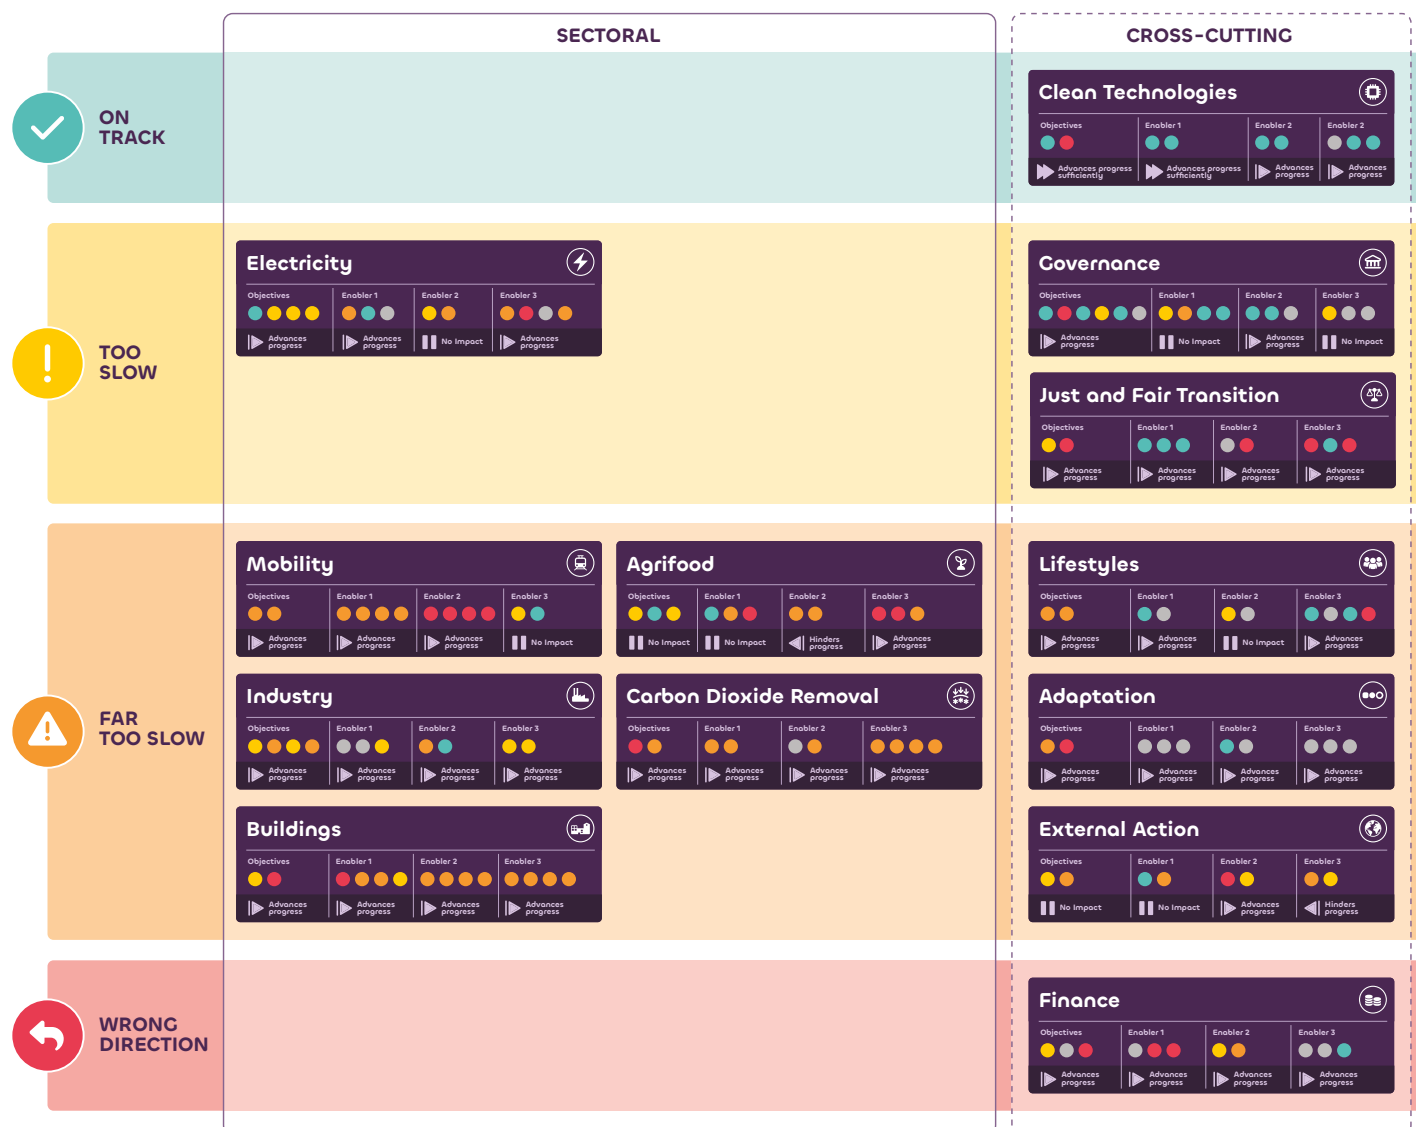 SECTORAL
CROSS-CUTTING
ON
TRACK
Clean Technologies
Objectives
Enabler 1
Enabler 2
Enabler 2
Advances progress
sufficiently
Advances progress
sufficiently
Advances
progress
Advances
progress
TOO
SLOW
Electricity
Objectives
Enabler 1
Enabler 2
Enabler 3
Advances
progress
Advances
progress
No Impact
Advances
progress
Governance
Objectives
Enabler 1
Enabler 2
Enabler 3
Advances
progress
No Impact
Advances
progress
No Impact
Just and Fair Transition
Objectives
Enabler 1
Enabler 2
Enabler 3
Advances
progress
Advances
progress
Advances
progress
Advances
progress
FAR
TOO SLOW
Mobility
Objectives
Enabler 1
Enabler 2
Enabler 3
Advances
progress
Advances
progress
Advances
progress
No Impact
Agrifood
Objectives
Enabler 1
Enabler 2
Enabler 3
No Impact
No Impact
Hinders
progress
Advances
progress
Lifestyles
Objectives
Enabler 1
Enabler 2
Enabler 3
Advances
progress
Advances
progress
No Impact
Advances
progress
Industry
Objectives
Enabler 1
Enabler 2
Enabler 3
Advances
progress
Advances
progress
Advances
progress
Advances
progress
Carbon Dioxide Removal
Objectives
Enabler 1
Enabler 2
Enabler 3
Advances
progress
Advances
progress
Advances
progress
Advances
progress
Adaptation
Objectives
Enabler 1
Enabler 2
Enabler 3
Advances
progress
Advances
progress
Advances
progress
Advances
progress
Buildings
Objectives
Enabler 1
Enabler 2
Enabler 3
Advances
progress
Advances
progress
Advances
progress
Advances
progress
External Action
Objectives
Enabler 1
Enabler 2
Enabler 3
No Impact
No Impact
Advances
progress
Hinders
progress
WRONG
DIRECTION
Finance
Objectives
Enabler 1
Enabler 2
Enabler 3
Advances
progress
Advances
progress
Advances
progress
Advances
progress